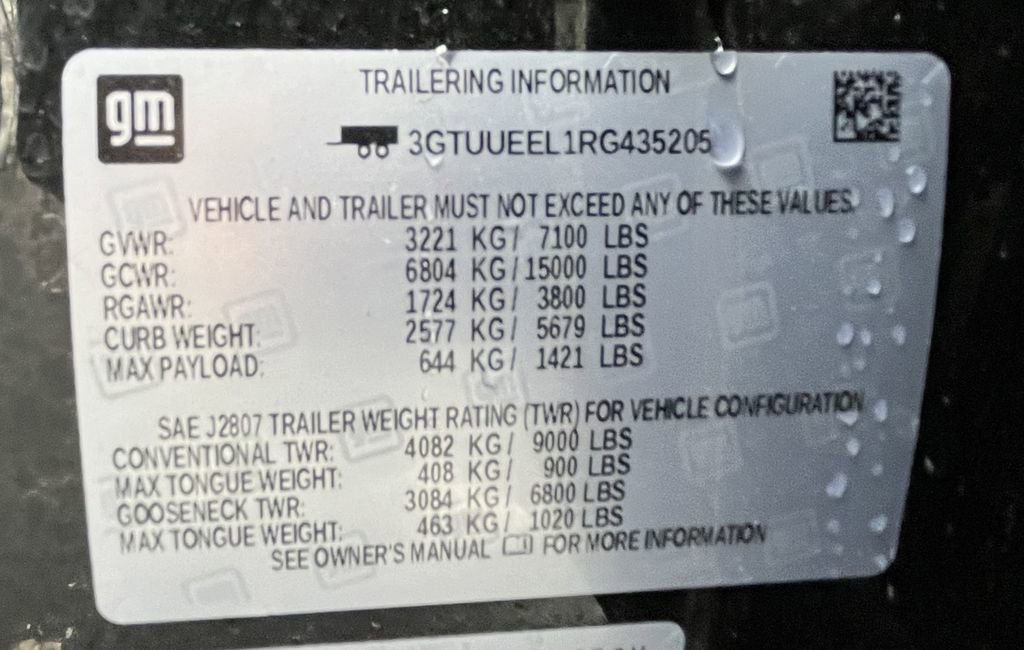 gm
TRAILERING INFORMATION
3GTUUEEL1RG435205
VEHICLE AND TRAILER MUST NOT EXCEED ANY OF THESE VALUES.
GVWR: 3221 KG/ 7100 LBS
GCWR: 6804 KG/ 15000 LBS
RGAWR: 1724 KG/ 3800 LBS
CURB WEIGHT: 2577 KG/ 5679 LBS
MAX PAYLOAD: 644 KG/ 1421 LBS
SAE J2807 TRAILER WEIGHT RATING (TWR) FOR VEHICLE CONFIGURATION
CONVENTIONAL TWR: 4082 KG/ 9000 LBS
MAX TONGUE WEIGHT: 408 KG/ 900 LBS
GOOSENECK TWR: 3084 KG/ 6800 LBS
MAX TONGUE WEIGHT: 463 KG/ 1020 LBS
SEE OWNER'S MANUAL FOR MORE INFORMATION